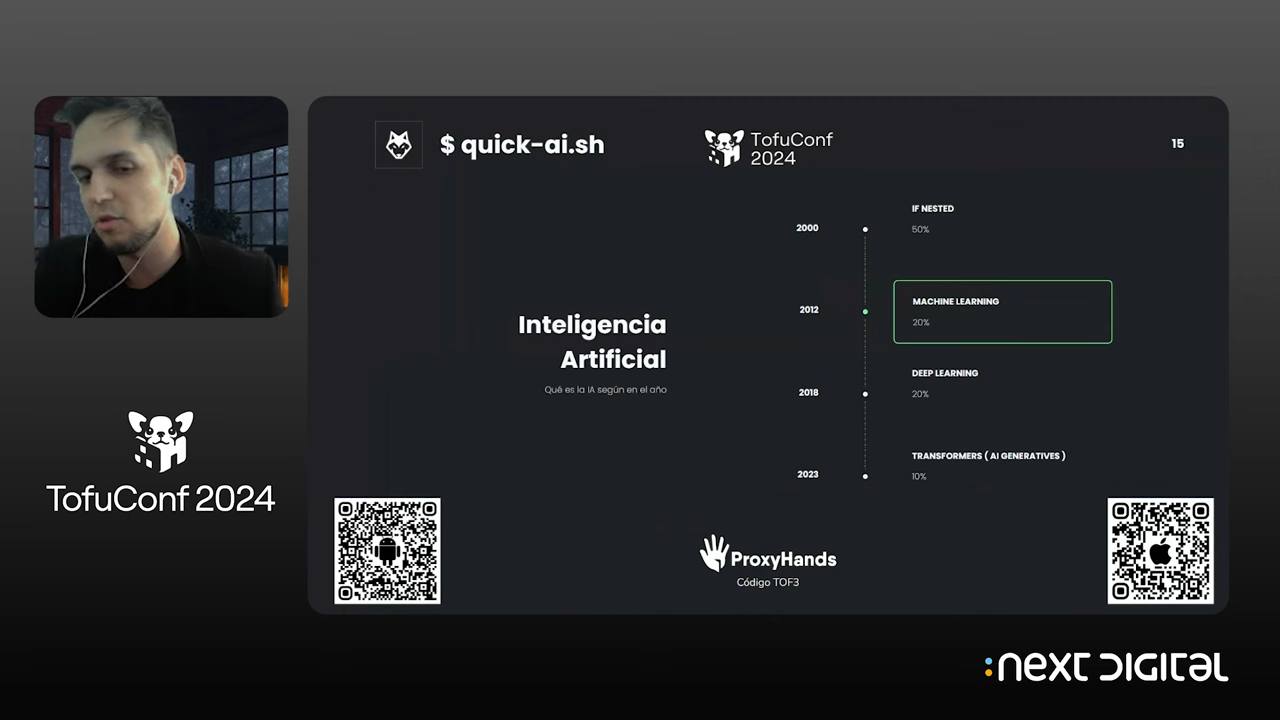 $ quick-ai.sh
TofuConf
2024
15
Inteligencia
Artificial
Qué es la IA según en el año
2000
IF NESTED
50%
2012
MACHINE LEARNING
20%
2018
DEEP LEARNING
20%
2023
TRANSFORMERS ( AI GENERATIVES )
10%
ProxyHands
Código TOF3
TofuConf 2024
:next digital